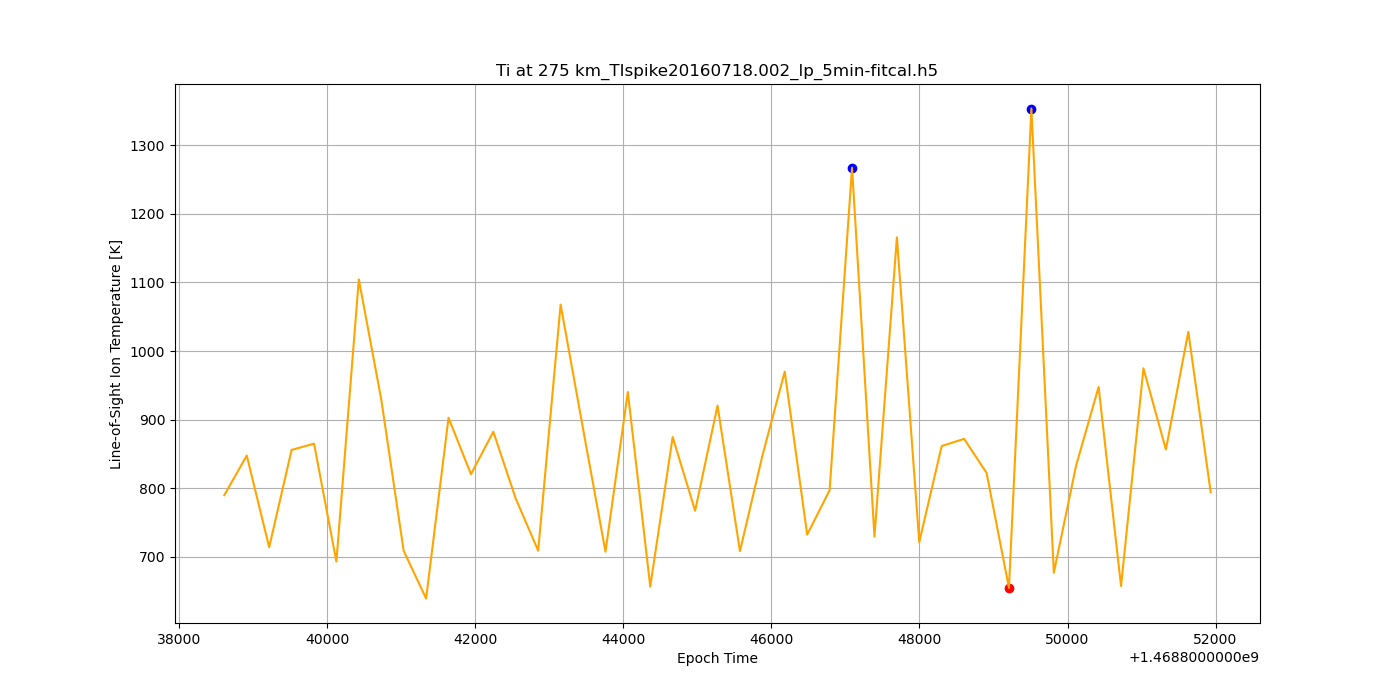 Ti at 275 km_TIspike20160718.002_lp_5min-fitcal.h5
Line-of-Sight Ion Temperature [K]
1300
1200
1100
1000
900
800
700
38000 40000 42000 44000 46000 48000 50000 52000
Epoch Time
+1.4688000000e9